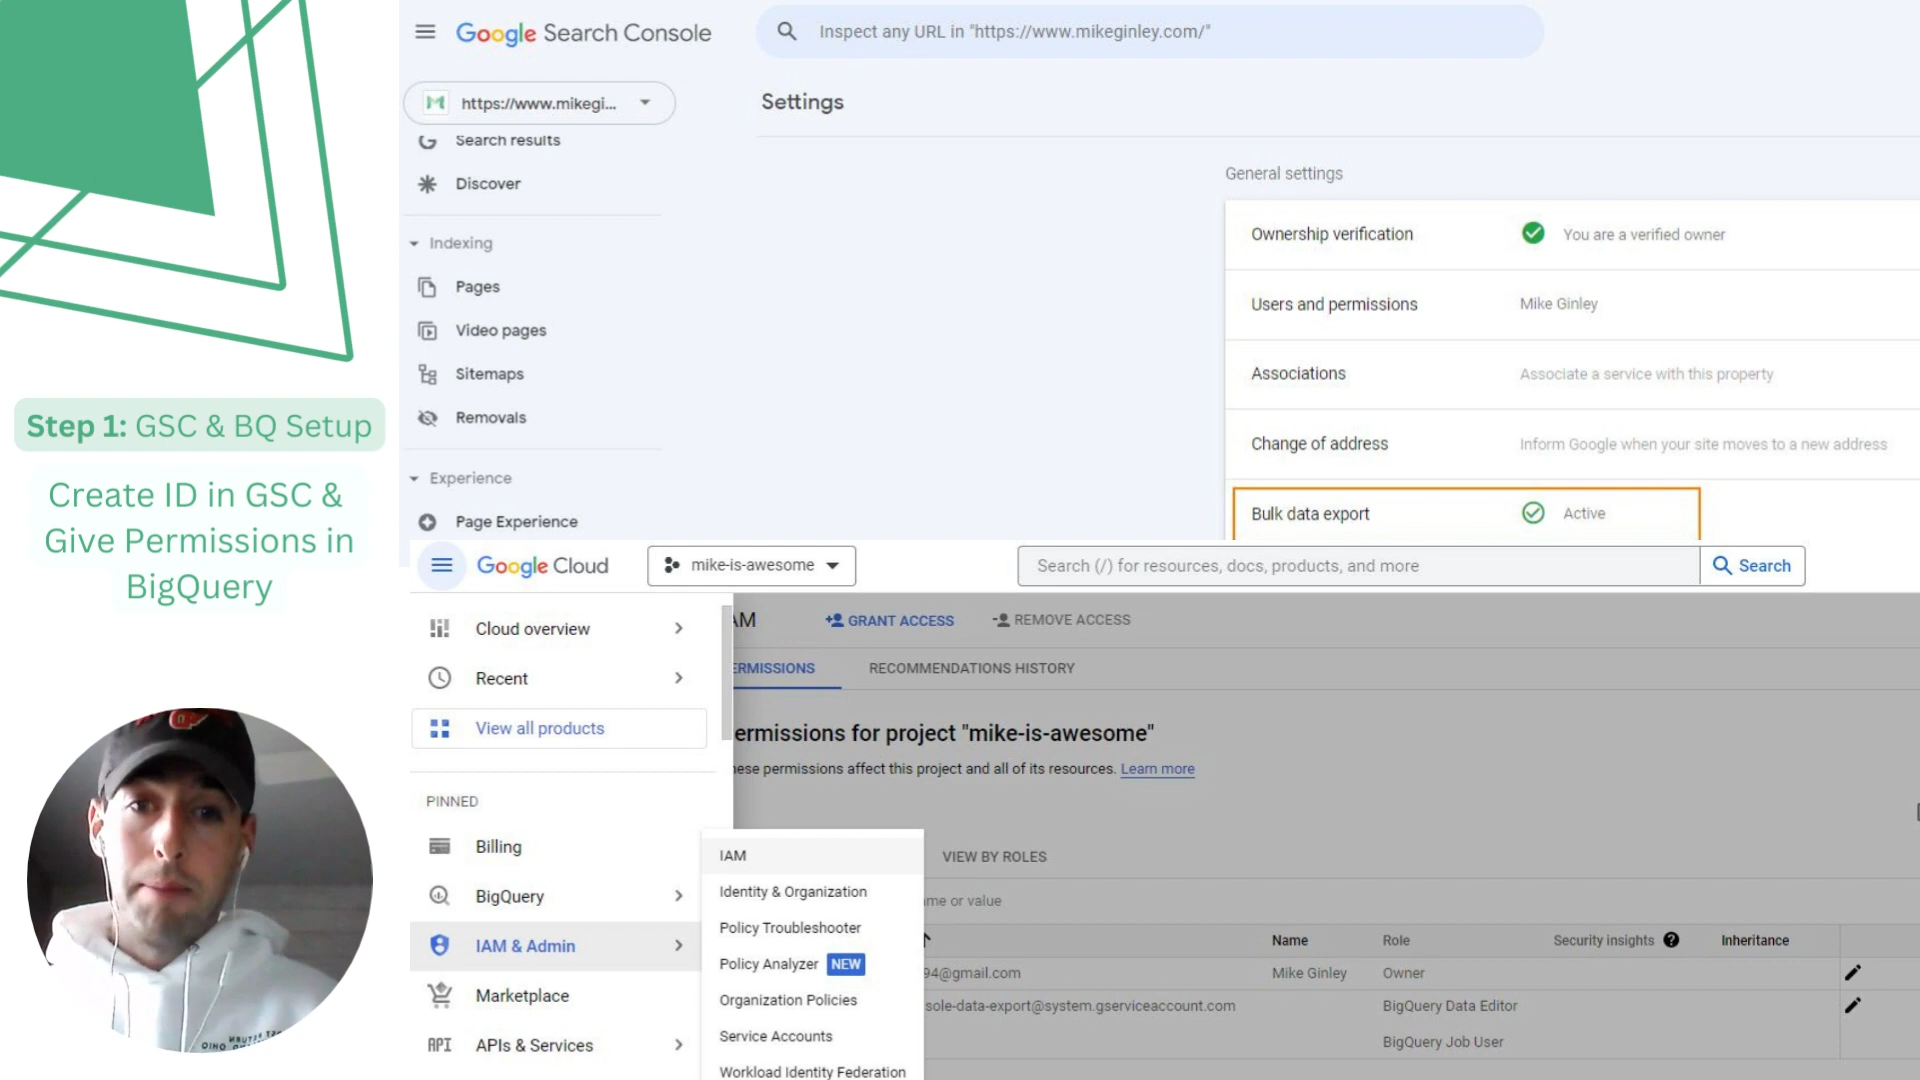 Google Search Console
Inspect any URL in "https://www.mikeginley.com/"
https://www.mikegi...
Settings
Search results
Discover
Indexing
Pages
Video pages
Sitemaps
Removals
Experience
Page Experience
General settings
Ownership verification
You are a verified owner
Users and permissions
Mike Ginley
Associations
Associate a service with this property
Change of address
Inform Google when your site moves to a new address
Bulk data export
Active
Step 1: GSC & BQ Setup
Create ID in GSC &
Give Permissions in
BigQuery
Google Cloud
mike-is-awesome
Search (/) for resources, docs, products, and more
Search
Cloud overview
Recent
View all products
PINNED
Billing
BigQuery
IAM & Admin
Marketplace
API APIs & Services
IAM
Identity & Organization
Policy Troubleshooter
Policy Analyzer NEW
Organization Policies
Service Accounts
Workload Identity Federation
AM
GRANT ACCESS
REMOVE ACCESS
ERMISSIONS
RECOMMENDATIONS HISTORY
ermissions for project "mike-is-awesome"
hese permissions affect this project and all of its resources. Learn more
VIEW BY ROLES
me or value
Name Role Security insights Inheritance
94@gmail.com Mike Ginley Owner
sole-data-export@system.gserviceaccount.com BigQuery Data Editor
BigQuery Job User